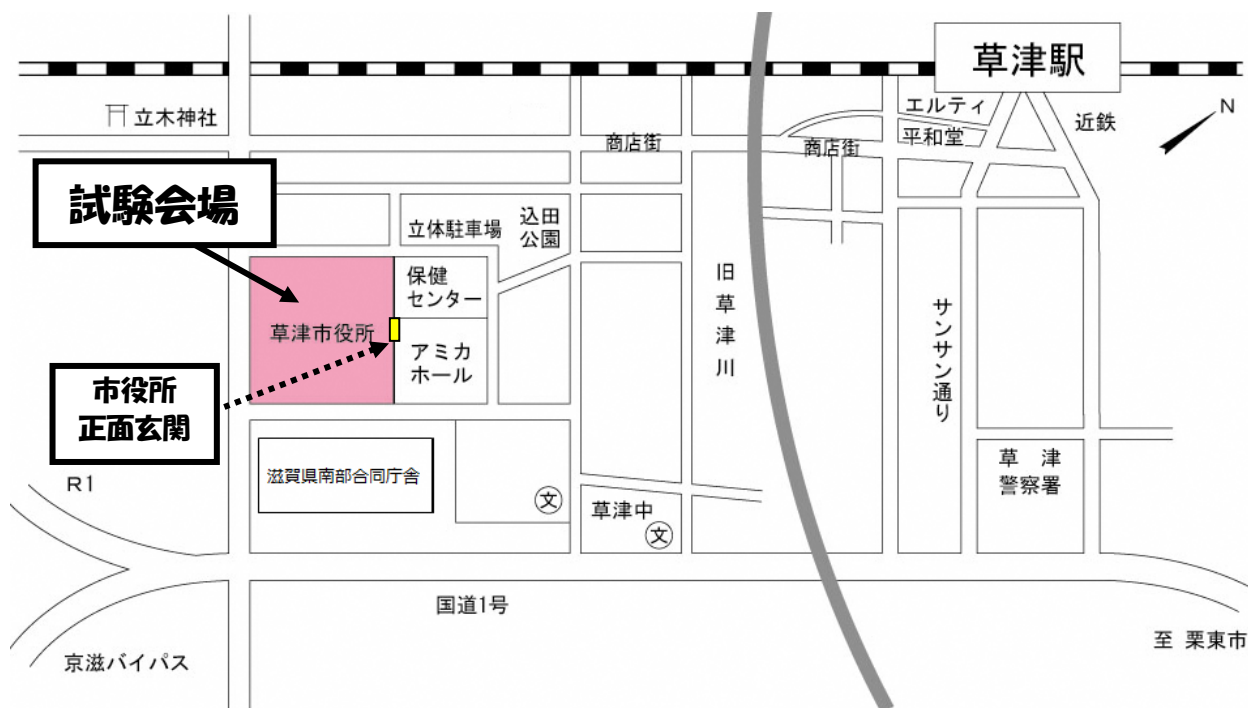 草津駅
N
エルティ
近鉄
立木神社
平和堂
商店街
商店街
試験会場
込田
公園
立体駐車場
保健
センター
旧草津川
サンサン通り
草津市役所
アミカ
ホール
市役所
正面玄関
草 津
警察署
滋賀県南部合同庁舎
R1
文
草津中
文
国道1号
至 栗東市
京滋バイパス